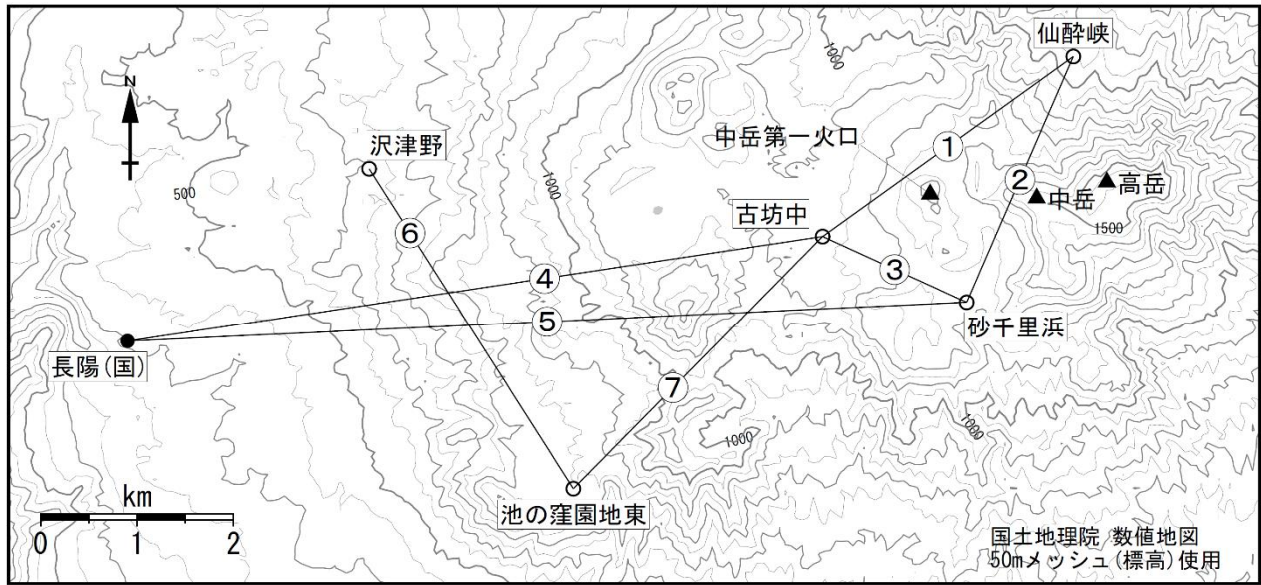 仙酔峡
1000
N
沢津野
中岳第一火口
①
②
高岳
中岳
500
1000
古坊中
1500
⑥
③
④
⑤
砂千里浜
長陽(国)
⑦
1000
1000
km
池の窪園地東
0 1 2
国土地理院 数値地図
50mメッシュ(標高)使用